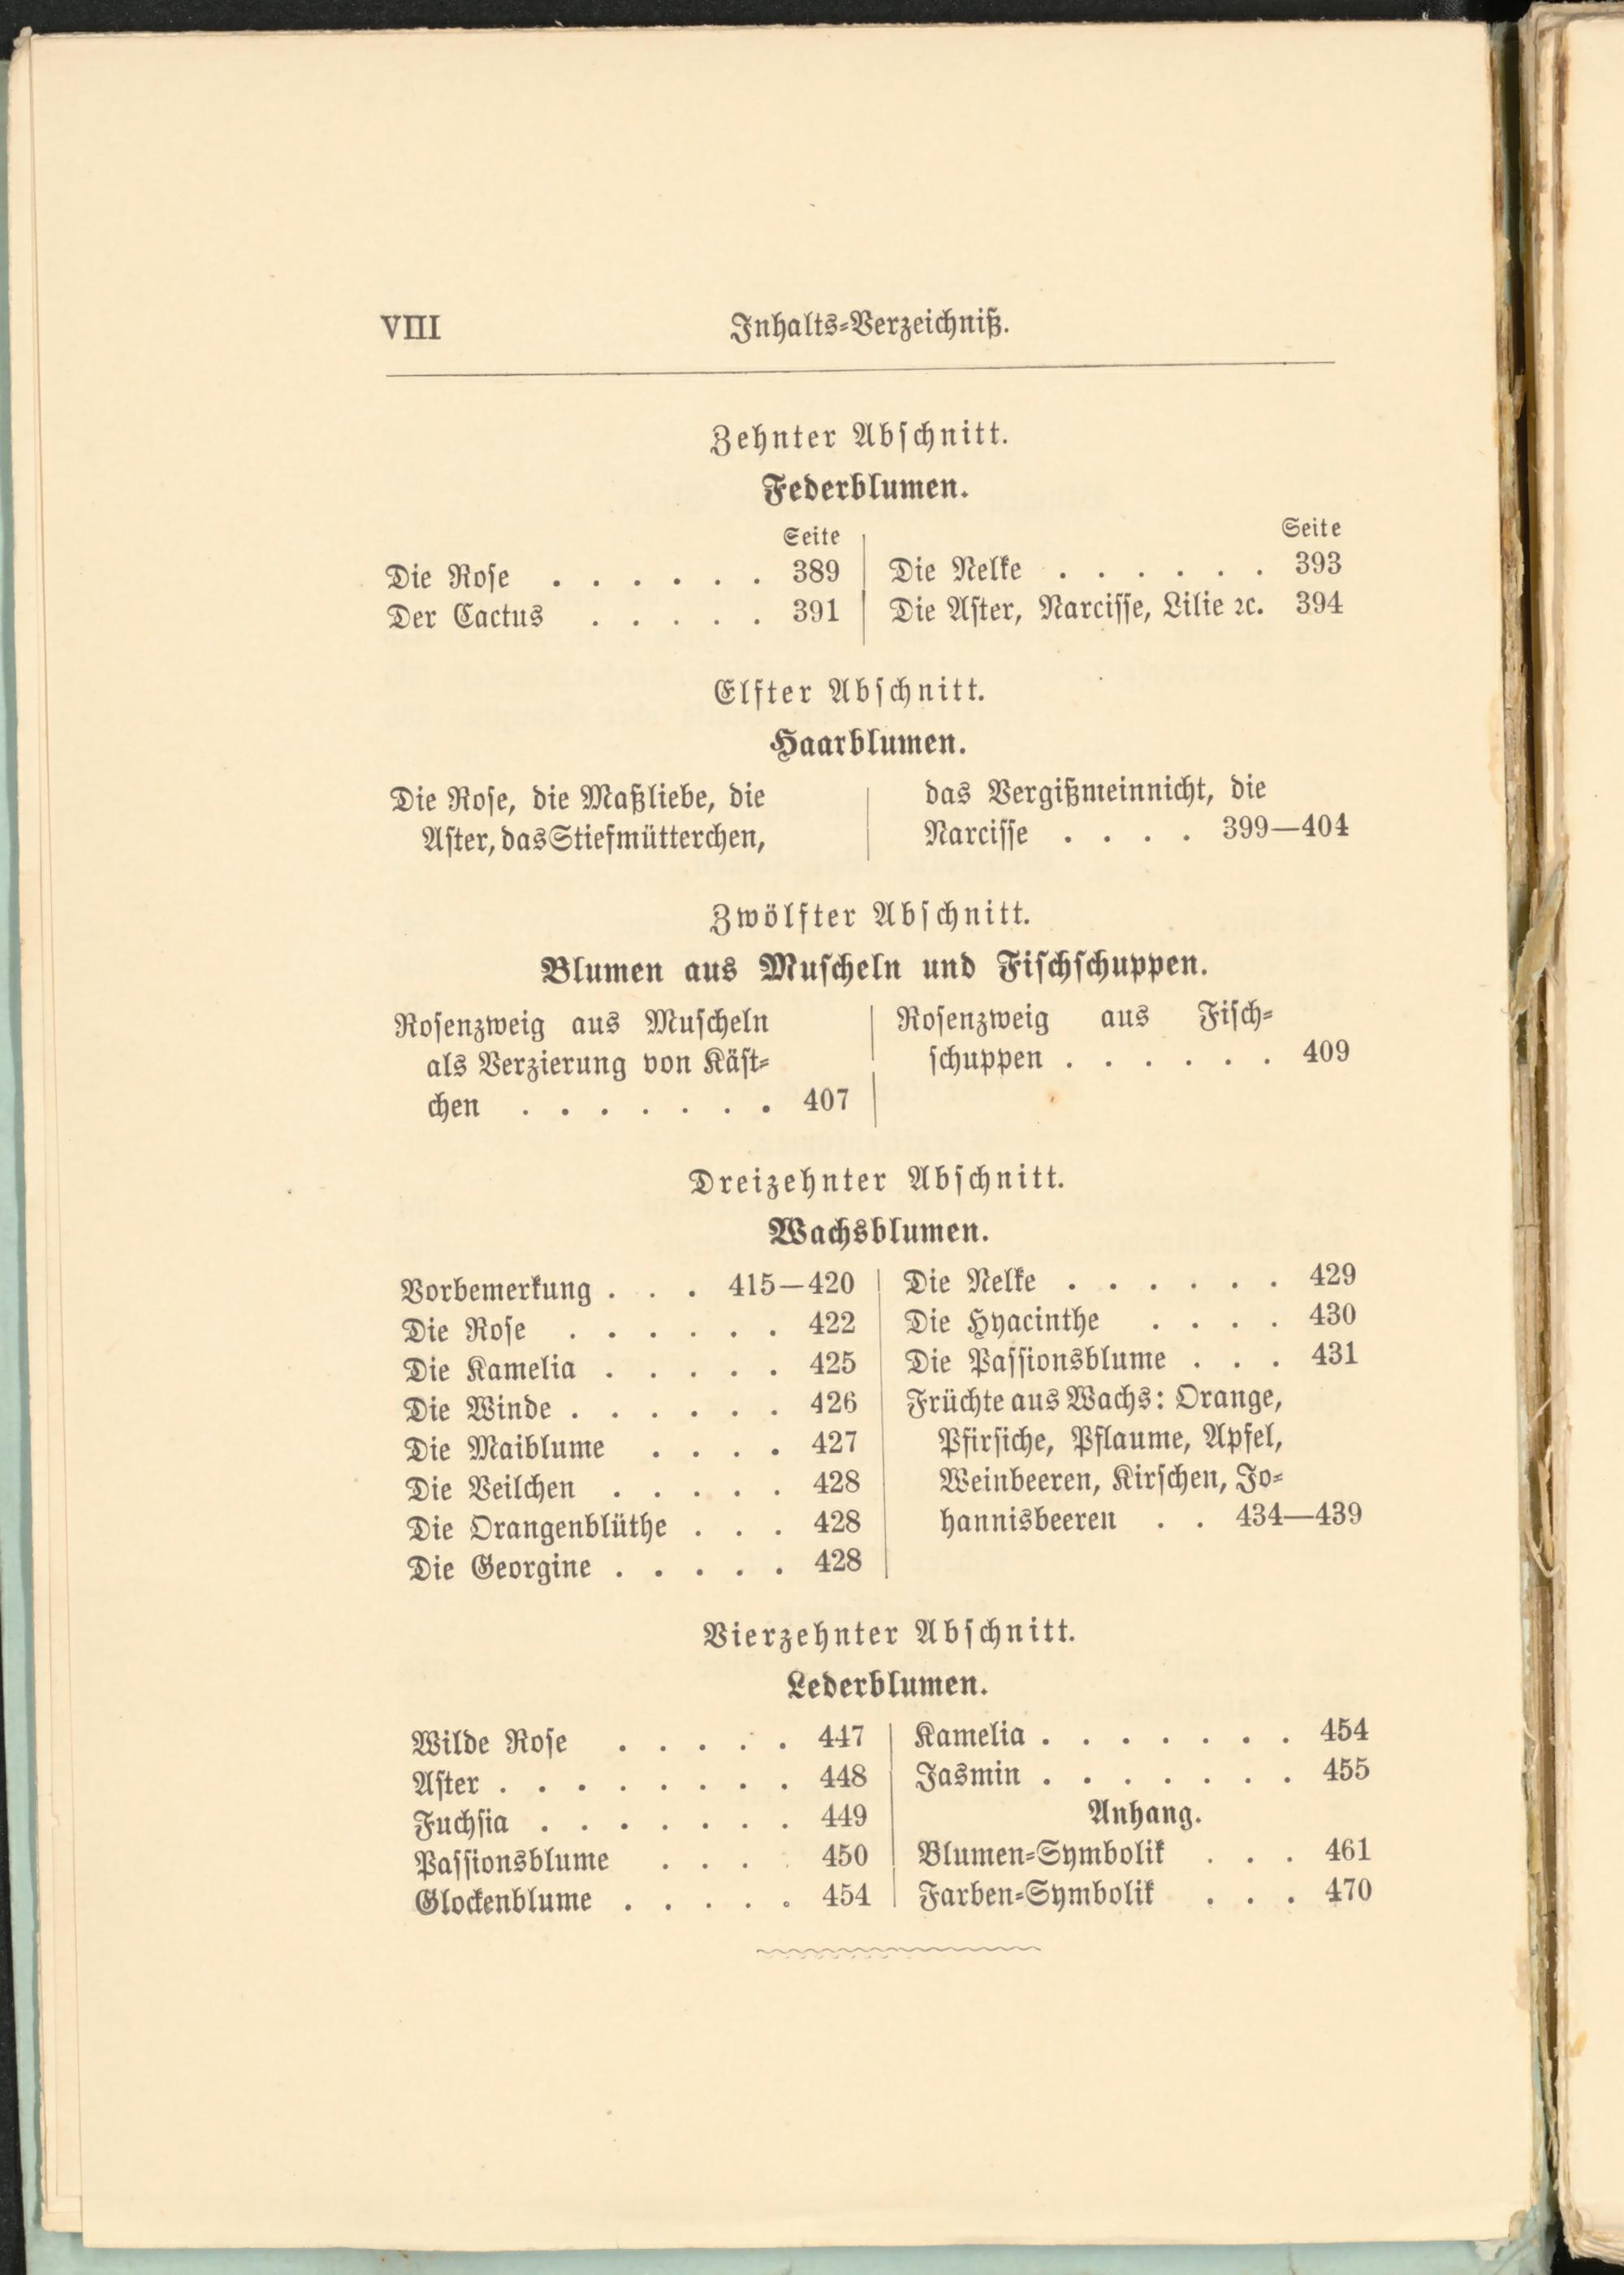 VIII Inhalts-Verzeichniß.
Zehnter Abschnitt.
Federblumen.
Seite
Die Rose . . . . . . 389
Der Cactus . . . . . 391
Seite
Die Nelke . . . . . . 393
Die Aster, Narcisse, Lilie ꝛc. 394
Elfter Abschnitt.
Haarblumen.
Die Rose, die Maßliebe, die
Aster, das Stiefmütterchen,
das Vergißmeinnicht, die
Narcisse . . . . 399—404
Zwölfter Abschnitt.
Blumen aus Muscheln und Fischschuppen.
Rosenzweig aus Muscheln
als Verzierung von Käst-
chen . . . . . . . 407
Rosenzweig aus Fisch-
schuppen . . . . . . 409
Dreizehnter Abschnitt.
Wachsblumen.
Vorbemerkung . . . 415—420
Die Rose . . . . . . 422
Die Kamelia . . . . . 425
Die Winde . . . . . . 426
Die Maiblume . . . . 427
Die Veilchen . . . . . 428
Die Orangenblüthe . . . 428
Die Georgine . . . . . 428
Die Nelke . . . . . . 429
Die Hyacinthe . . . . 430
Die Passionsblume . . . 431
Früchte aus Wachs: Orange,
Pfirsiche, Pflaume, Apfel,
Weinbeeren, Kirschen, Jo-
hannisbeeren . . 434—439
Vierzehnter Abschnitt.
Lederblumen.
Wilde Rose . . . . . 447
Aster . . . . . . . . 448
Fuchsia . . . . . . . 449
Passionsblume . . . . 450
Glockenblume . . . . . 454
Kamelia . . . . . . . 454
Jasmin . . . . . . . 455
Anhang.
Blumen-Symbolik . . . 461
Farben-Symbolik . . . 470